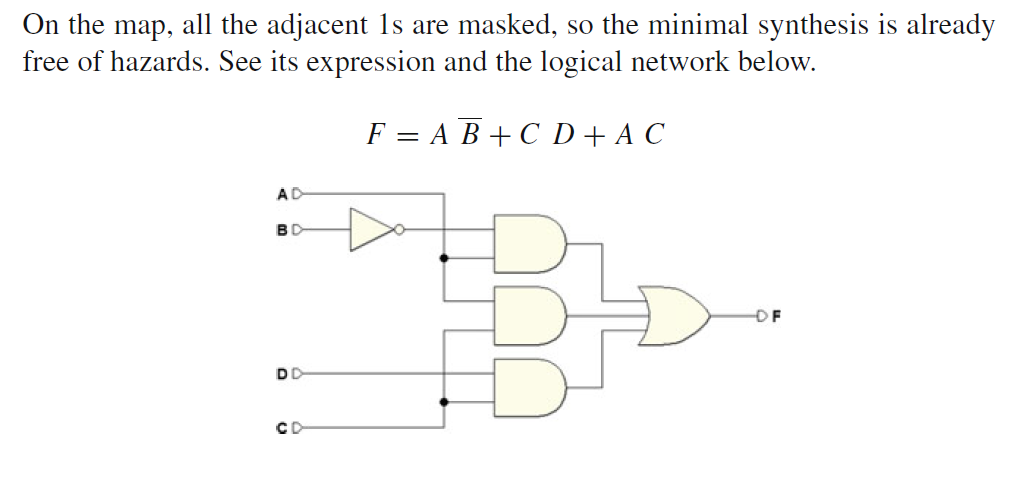 On the map, all the adjacent 1s are masked, so the minimal synthesis is already
free of hazards. See its expression and the logical network below.
F = A B̅ + C D + A C
A
B
F
D
C